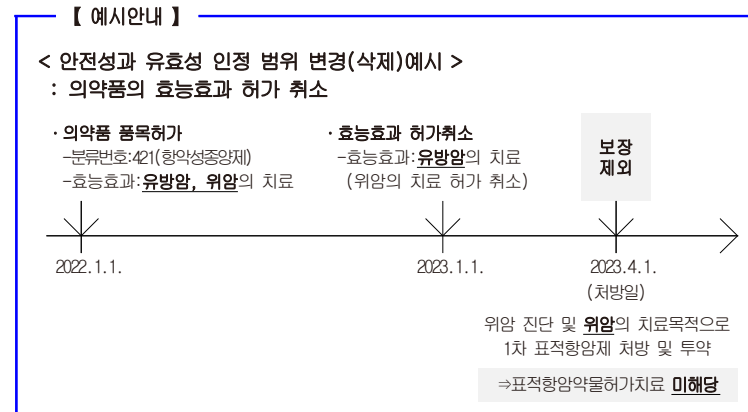 【 예시안내 】
< 안전성과 유효성 인정 범위 변경(삭제)예시 >
: 의약품의 효능효과 허가 취소
· 의약품 품목허가
-분류번호:421(항악성종양제)
-효능효과:유방암, 위암의 치료
· 효능효과 허가취소
-효능효과:유방암의 치료
(위암의 치료 허가 취소)
보장
제외
2022.1.1.
2023.1.1.
2023.4.1.
(처방일)
위암 진단 및 위암의 치료목적으로
1차 표적항암제 처방 및 투약
⇒표적항암약물허가치료 미해당